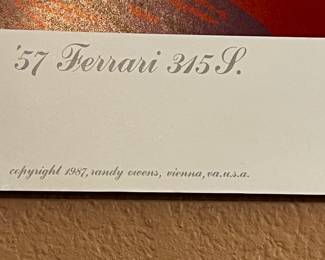 '57 Ferrari 315 S.
copyright 1987, randy owens, vienna, va. u.s.a.